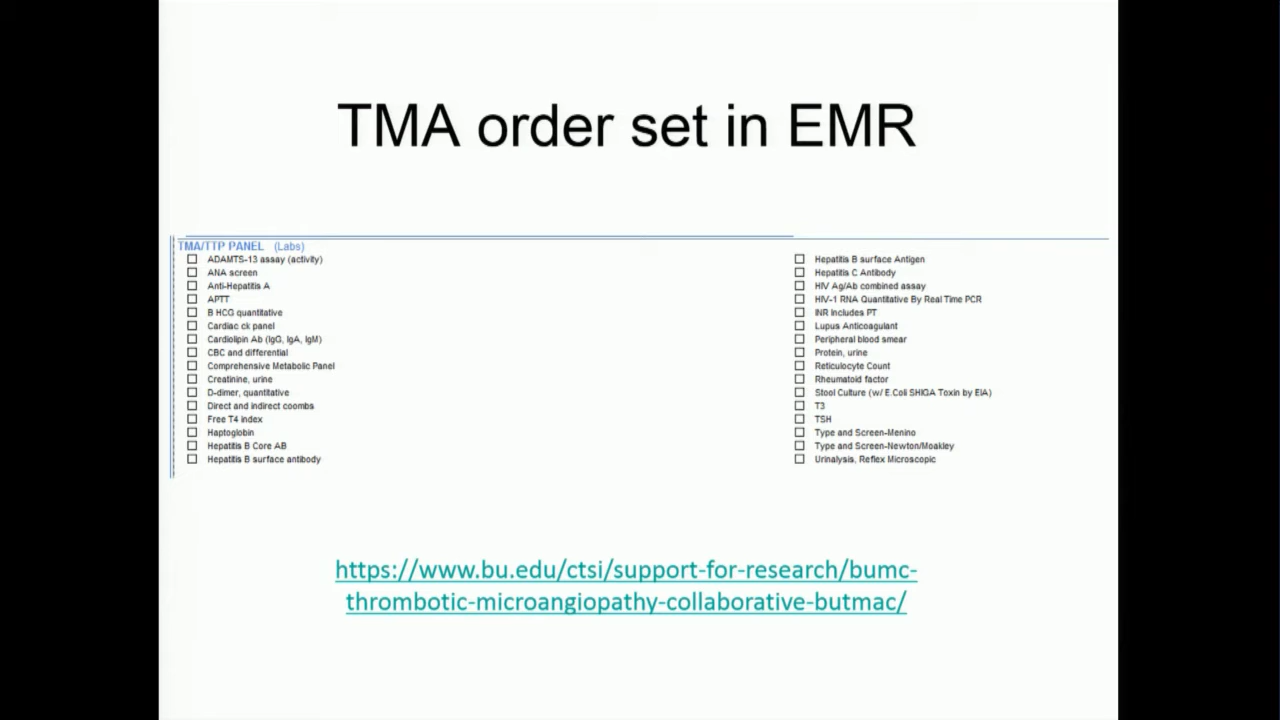 TMA order set in EMR
TMA/TTP PANEL (Labs)
ADAMTS-13 assay (activity)
ANA screen
Anti-Hepatitis A
APTT
B HCG quantitative
Cardiac ck panel
Cardiolipin Ab (IgG, IgA, IgM)
CBC and differential
Comprehensive Metabolic Panel
Creatinine, urine
D-dimer, quantitative
Direct and indirect coombs
Free T4 index
Haptoglobin
Hepatitis B Core AB
Hepatitis B surface antibody
Hepatitis B surface Antigen
Hepatitis C Antibody
HIV Ag/Ab combined assay
HIV-1 RNA Quantitative By Real Time PCR
INR Includes PT
Lupus Anticoagulant
Peripheral blood smear
Protein, urine
Reticulocyte Count
Rheumatoid factor
Stool Culture (w/ E.Coli SHIGA Toxin by EIA)
T3
TSH
Type and Screen-Menino
Type and Screen-Newton/Moakley
Urinalysis, Reflex Microscopic
https://www.bu.edu/ctsi/support-for-research/bumc-
thrombotic-microangiopathy-collaborative-butmac/